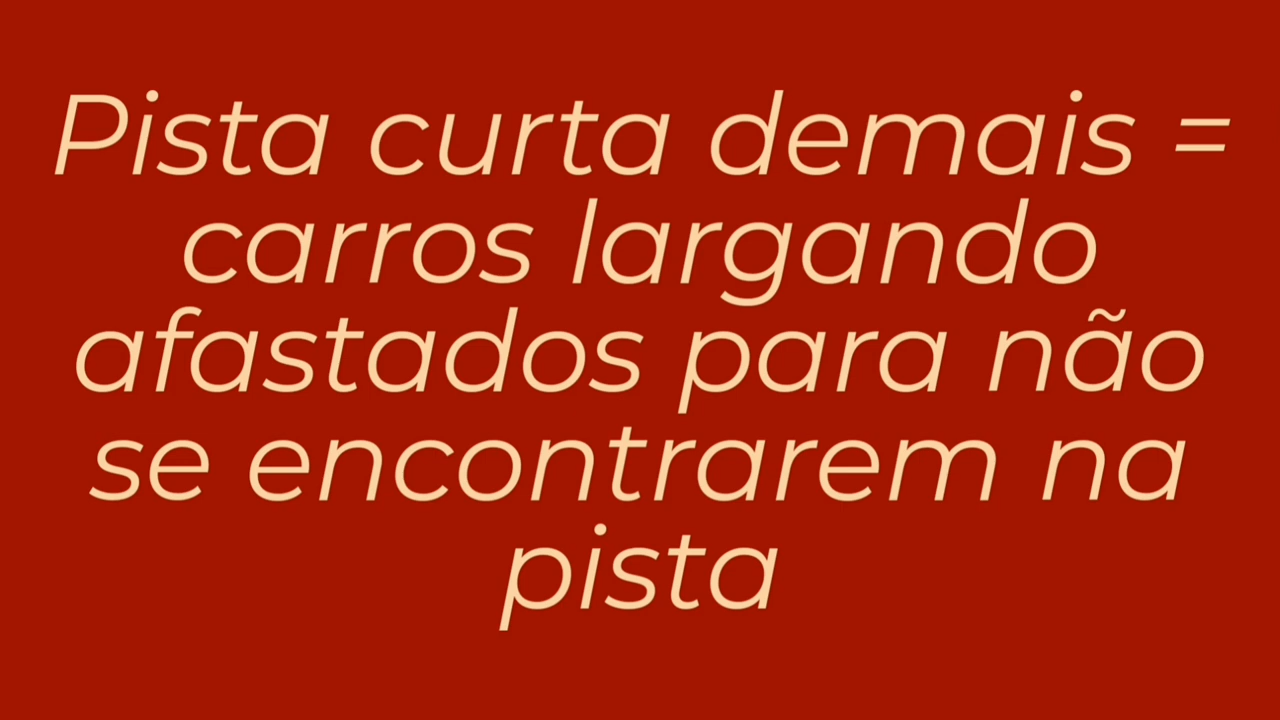 Pista curta demais =
carros largando
afastados para não
se encontrarem na
pista